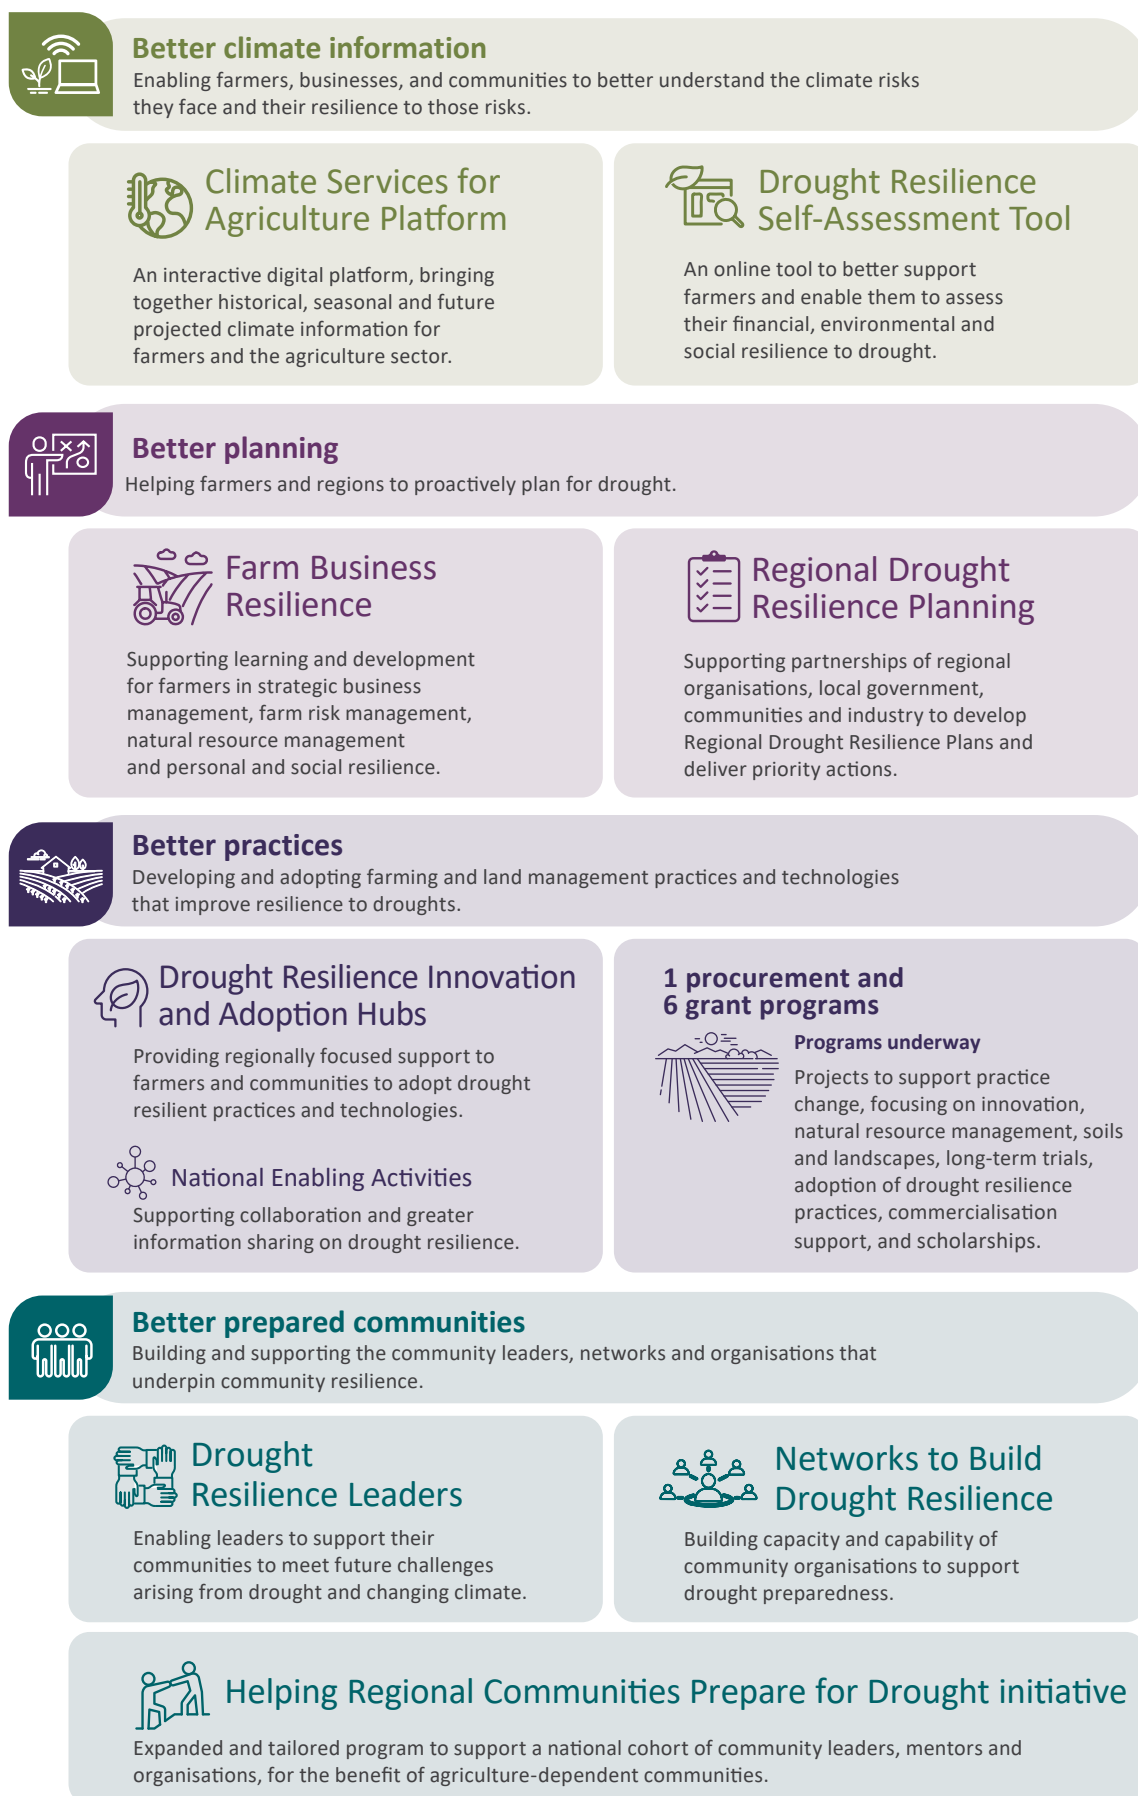 Better climate information
Enabling farmers, businesses, and communities to better understand the climate risks
they face and their resilience to those risks.
Climate Services for
Agriculture Platform
An interactive digital platform, bringing
together historical, seasonal and future
projected climate information for
farmers and the agriculture sector.
Drought Resilience
Self-Assessment Tool
An online tool to better support
farmers and enable them to assess
their financial, environmental and
social resilience to drought.
Better planning
Helping farmers and regions to proactively plan for drought.
Farm Business
Resilience
Supporting learning and development
for farmers in strategic business
management, farm risk management,
natural resource management
and personal and social resilience.
Regional Drought
Resilience Planning
Supporting partnerships of regional
organisations, local government,
communities and industry to develop
Regional Drought Resilience Plans and
deliver priority actions.
Better practices
Developing and adopting farming and land management practices and technologies
that improve resilience to droughts.
Drought Resilience Innovation
and Adoption Hubs
Providing regionally focused support to
farmers and communities to adopt drought
resilient practices and technologies.
National Enabling Activities
Supporting collaboration and greater
information sharing on drought resilience.
1 procurement and
6 grant programs
Programs underway
Projects to support practice
change, focusing on innovation,
natural resource management, soils
and landscapes, long-term trials,
adoption of drought resilience
practices, commercialisation
support, and scholarships.
Better prepared communities
Building and supporting the community leaders, networks and organisations that
underpin community resilience.
Drought
Resilience Leaders
Enabling leaders to support their
communities to meet future challenges
arising from drought and changing climate.
Networks to Build
Drought Resilience
Building capacity and capability of
community organisations to support
drought preparedness.
Helping Regional Communities Prepare for Drought initiative
Expanded and tailored program to support a national cohort of community leaders, mentors and
organisations, for the benefit of agriculture-dependent communities.